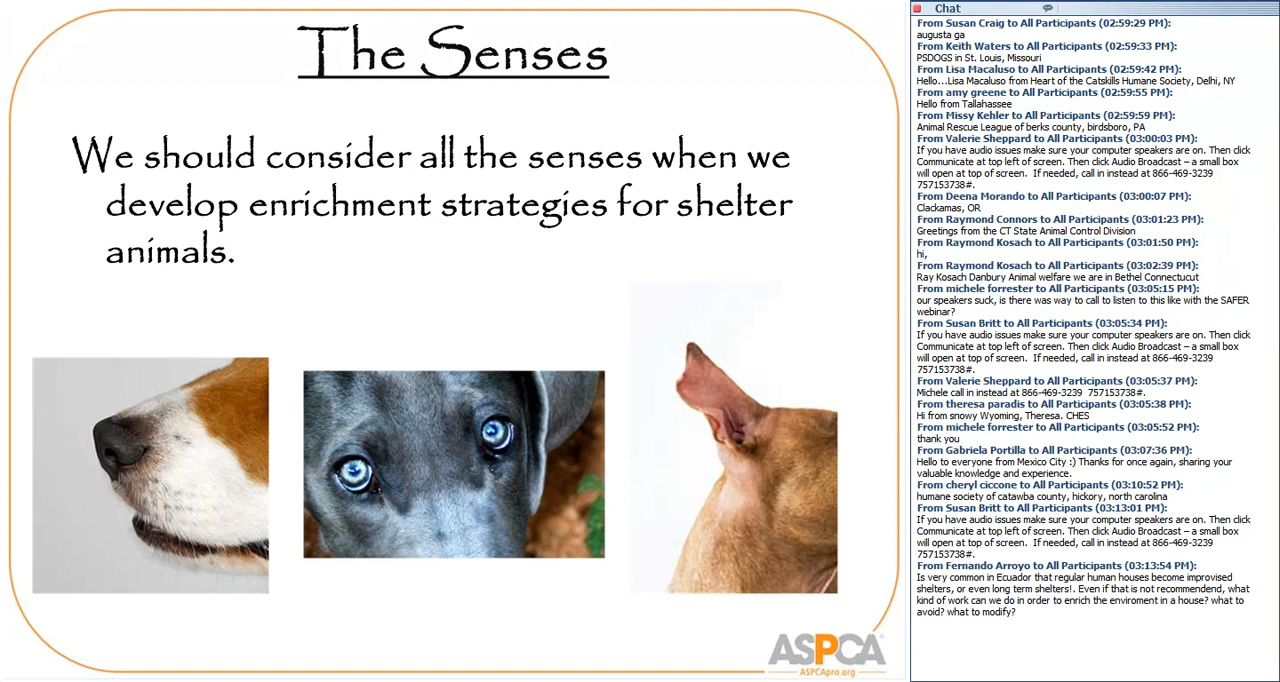 The Senses
We should consider all the senses when we
develop enrichment strategies for shelter
animals.
ASPCA
ASPCApro.org
Chat
From Susan Craig to All Participants (02:59:29 PM):
augusta ga
From Keith Waters to All Participants (02:59:33 PM):
PSDOGS in St. Louis, Missouri
From Lisa Macaluso to All Participants (02:59:42 PM):
Hello...Lisa Macaluso from Heart of the Catskills Humane Society, Delhi, NY
From amy greene to All Participants (02:59:55 PM):
Hello from Tallahassee
From Missy Kehler to All Participants (02:59:59 PM):
Animal Rescue League of berks county, birdsboro, PA
From Valerie Sheppard to All Participants (03:00:03 PM):
If you have audio issues make sure your computer speakers are on. Then click
Communicate at top left of screen. Then click Audio Broadcast – a small box
will open at top of screen.  If needed, call in instead at 866-469-3239
757153738#.
From Deena Morando to All Participants (03:00:07 PM):
Clackamas, OR
From Raymond Connors to All Participants (03:01:23 PM):
Greetings from the CT State Animal Control Division
From Raymond Kosach to All Participants (03:01:50 PM):
hi,
From Raymond Kosach to All Participants (03:02:39 PM):
Ray Kosach Danbury Animal welfare we are in Bethel Connectucut
From michele forrester to All Participants (03:05:15 PM):
our speakers suck, is there was way to call to listen to this like with the SAFER
webinar?
From Susan Britt to All Participants (03:05:34 PM):
If you have audio issues make sure your computer speakers are on. Then click
Communicate at top left of screen. Then click Audio Broadcast – a small box
will open at top of screen.  If needed, call in instead at 866-469-3239
757153738#.
From Valerie Sheppard to All Participants (03:05:37 PM):
Michele call in instead at 866-469-3239  757153738#.
From theresa paradis to All Participants (03:05:38 PM):
Hi from snowy Wyoming, Theresa. CHES
From michele forrester to All Participants (03:05:52 PM):
thank you
From Gabriela Portilla to All Participants (03:07:36 PM):
Hello to everyone from Mexico City :) Thanks for once again, sharing your
valuable knowledge and experience.
From cheryl ciccone to All Participants (03:10:52 PM):
humane society of catawba county, hickory, north carolina
From Susan Britt to All Participants (03:13:01 PM):
If you have audio issues make sure your computer speakers are on. Then click
Communicate at top left of screen. Then click Audio Broadcast – a small box
will open at top of screen.  If needed, call in instead at 866-469-3239
757153738#.
From Fernando Arroyo to All Participants (03:13:54 PM):
Is very common in Ecuador that regular human houses become improvised
shelters, or even long term shelters!. Even if that is not recommendend, what
kind of work can we do in order to enrich the enviroment in a house? what to
avoid? what to modify?